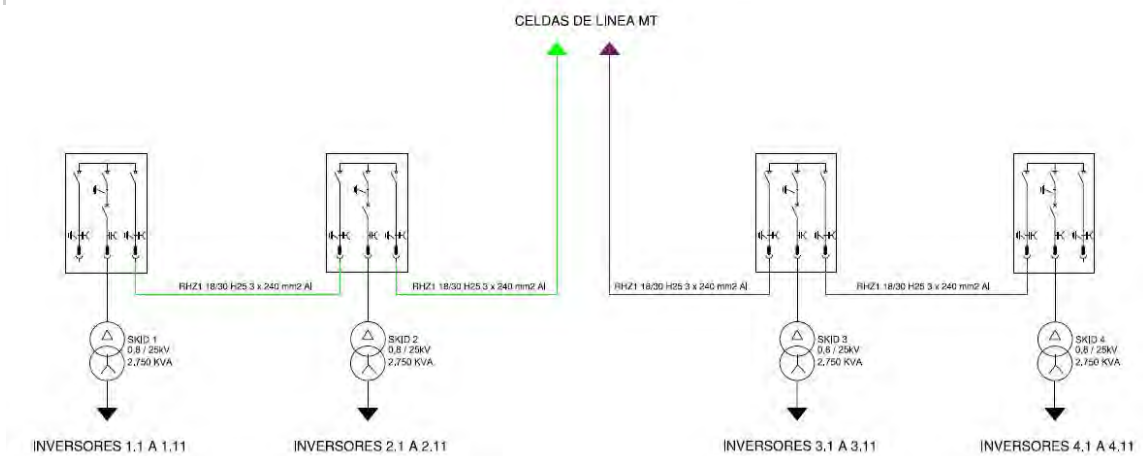 CELDAS DE LINEA MT
RHZ1 18/30 H25 3 x 240 mm2 Al
RHZ1 18/30 H25 3 x 240 mm2 Al
RHZ1 18/30 H25 3 x 240 mm2 Al
RHZ1 18/30 H25 3 x 240 mm2 Al
SKID 1
0,8 / 25kV
2.750 KVA
SKID 2
0,8 / 25kV
2.750 KVA
SKID 3
0,8 / 25kV
2.750 KVA
SKID 4
0,8 / 25kV
2.750 KVA
INVERSORES 1.1 A 1.11
INVERSORES 2.1 A 2.11
INVERSORES 3.1 A 3.11
INVERSORES 4.1 A 4.11